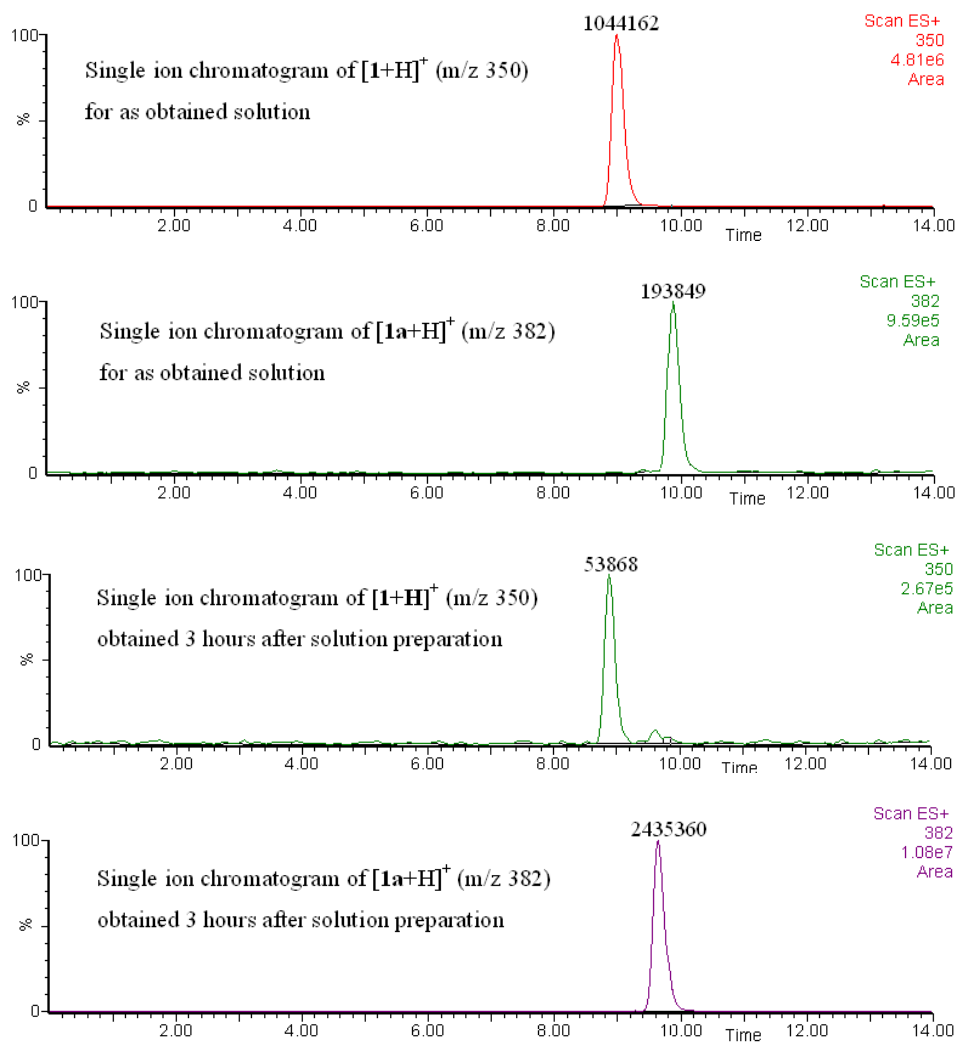 1044162
Scan ES+
350
4.81e6
Area
100
%
0
Single ion chromatogram of [1+H]+ (m/z 350)
for as obtained solution
2.00 4.00 6.00 8.00 10.00 12.00 14.00
Time
193849
Scan ES+
382
9.59e5
Area
100
%
0
Single ion chromatogram of [1a+H]+ (m/z 382)
for as obtained solution
2.00 4.00 6.00 8.00 10.00 12.00 14.00
Time
53868
Scan ES+
350
2.67e5
Area
100
%
0
Single ion chromatogram of [1+H]+ (m/z 350)
obtained 3 hours after solution preparation
2.00 4.00 6.00 8.00 10.00 12.00 14.00
Time
2435360
Scan ES+
382
1.08e7
Area
100
%
0
Single ion chromatogram of [1a+H]+ (m/z 382)
obtained 3 hours after solution preparation
2.00 4.00 6.00 8.00 10.00 12.00 14.00
Time